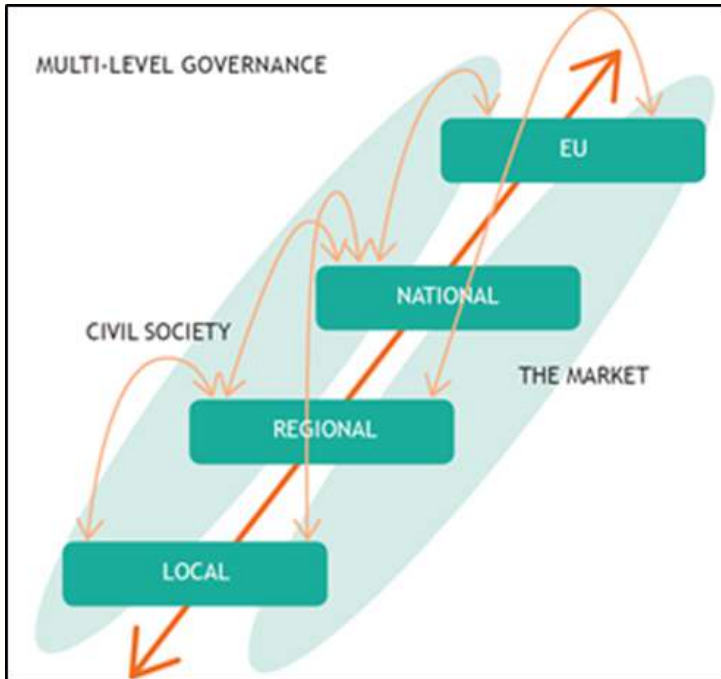 MULTI-LEVEL GOVERNANCE
EU
NATIONAL
CIVIL SOCIETY
THE MARKET
REGIONAL
LOCAL